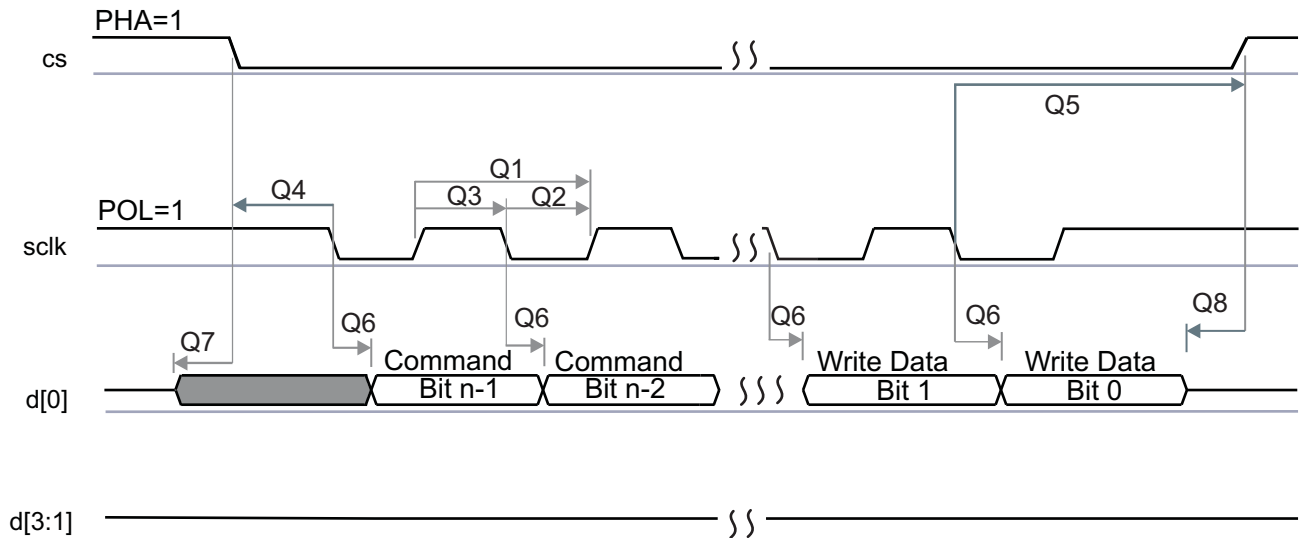 PHA=1
cs
Q5
Q1
Q4
Q3
Q2
POL=1
sclk
Q7
Q6
Q6
Q6
Q6
Q8
Command
Command
Write Data
Write Data
d[0]
Bit n-1
Bit n-2
Bit 1
Bit 0
d[3:1]